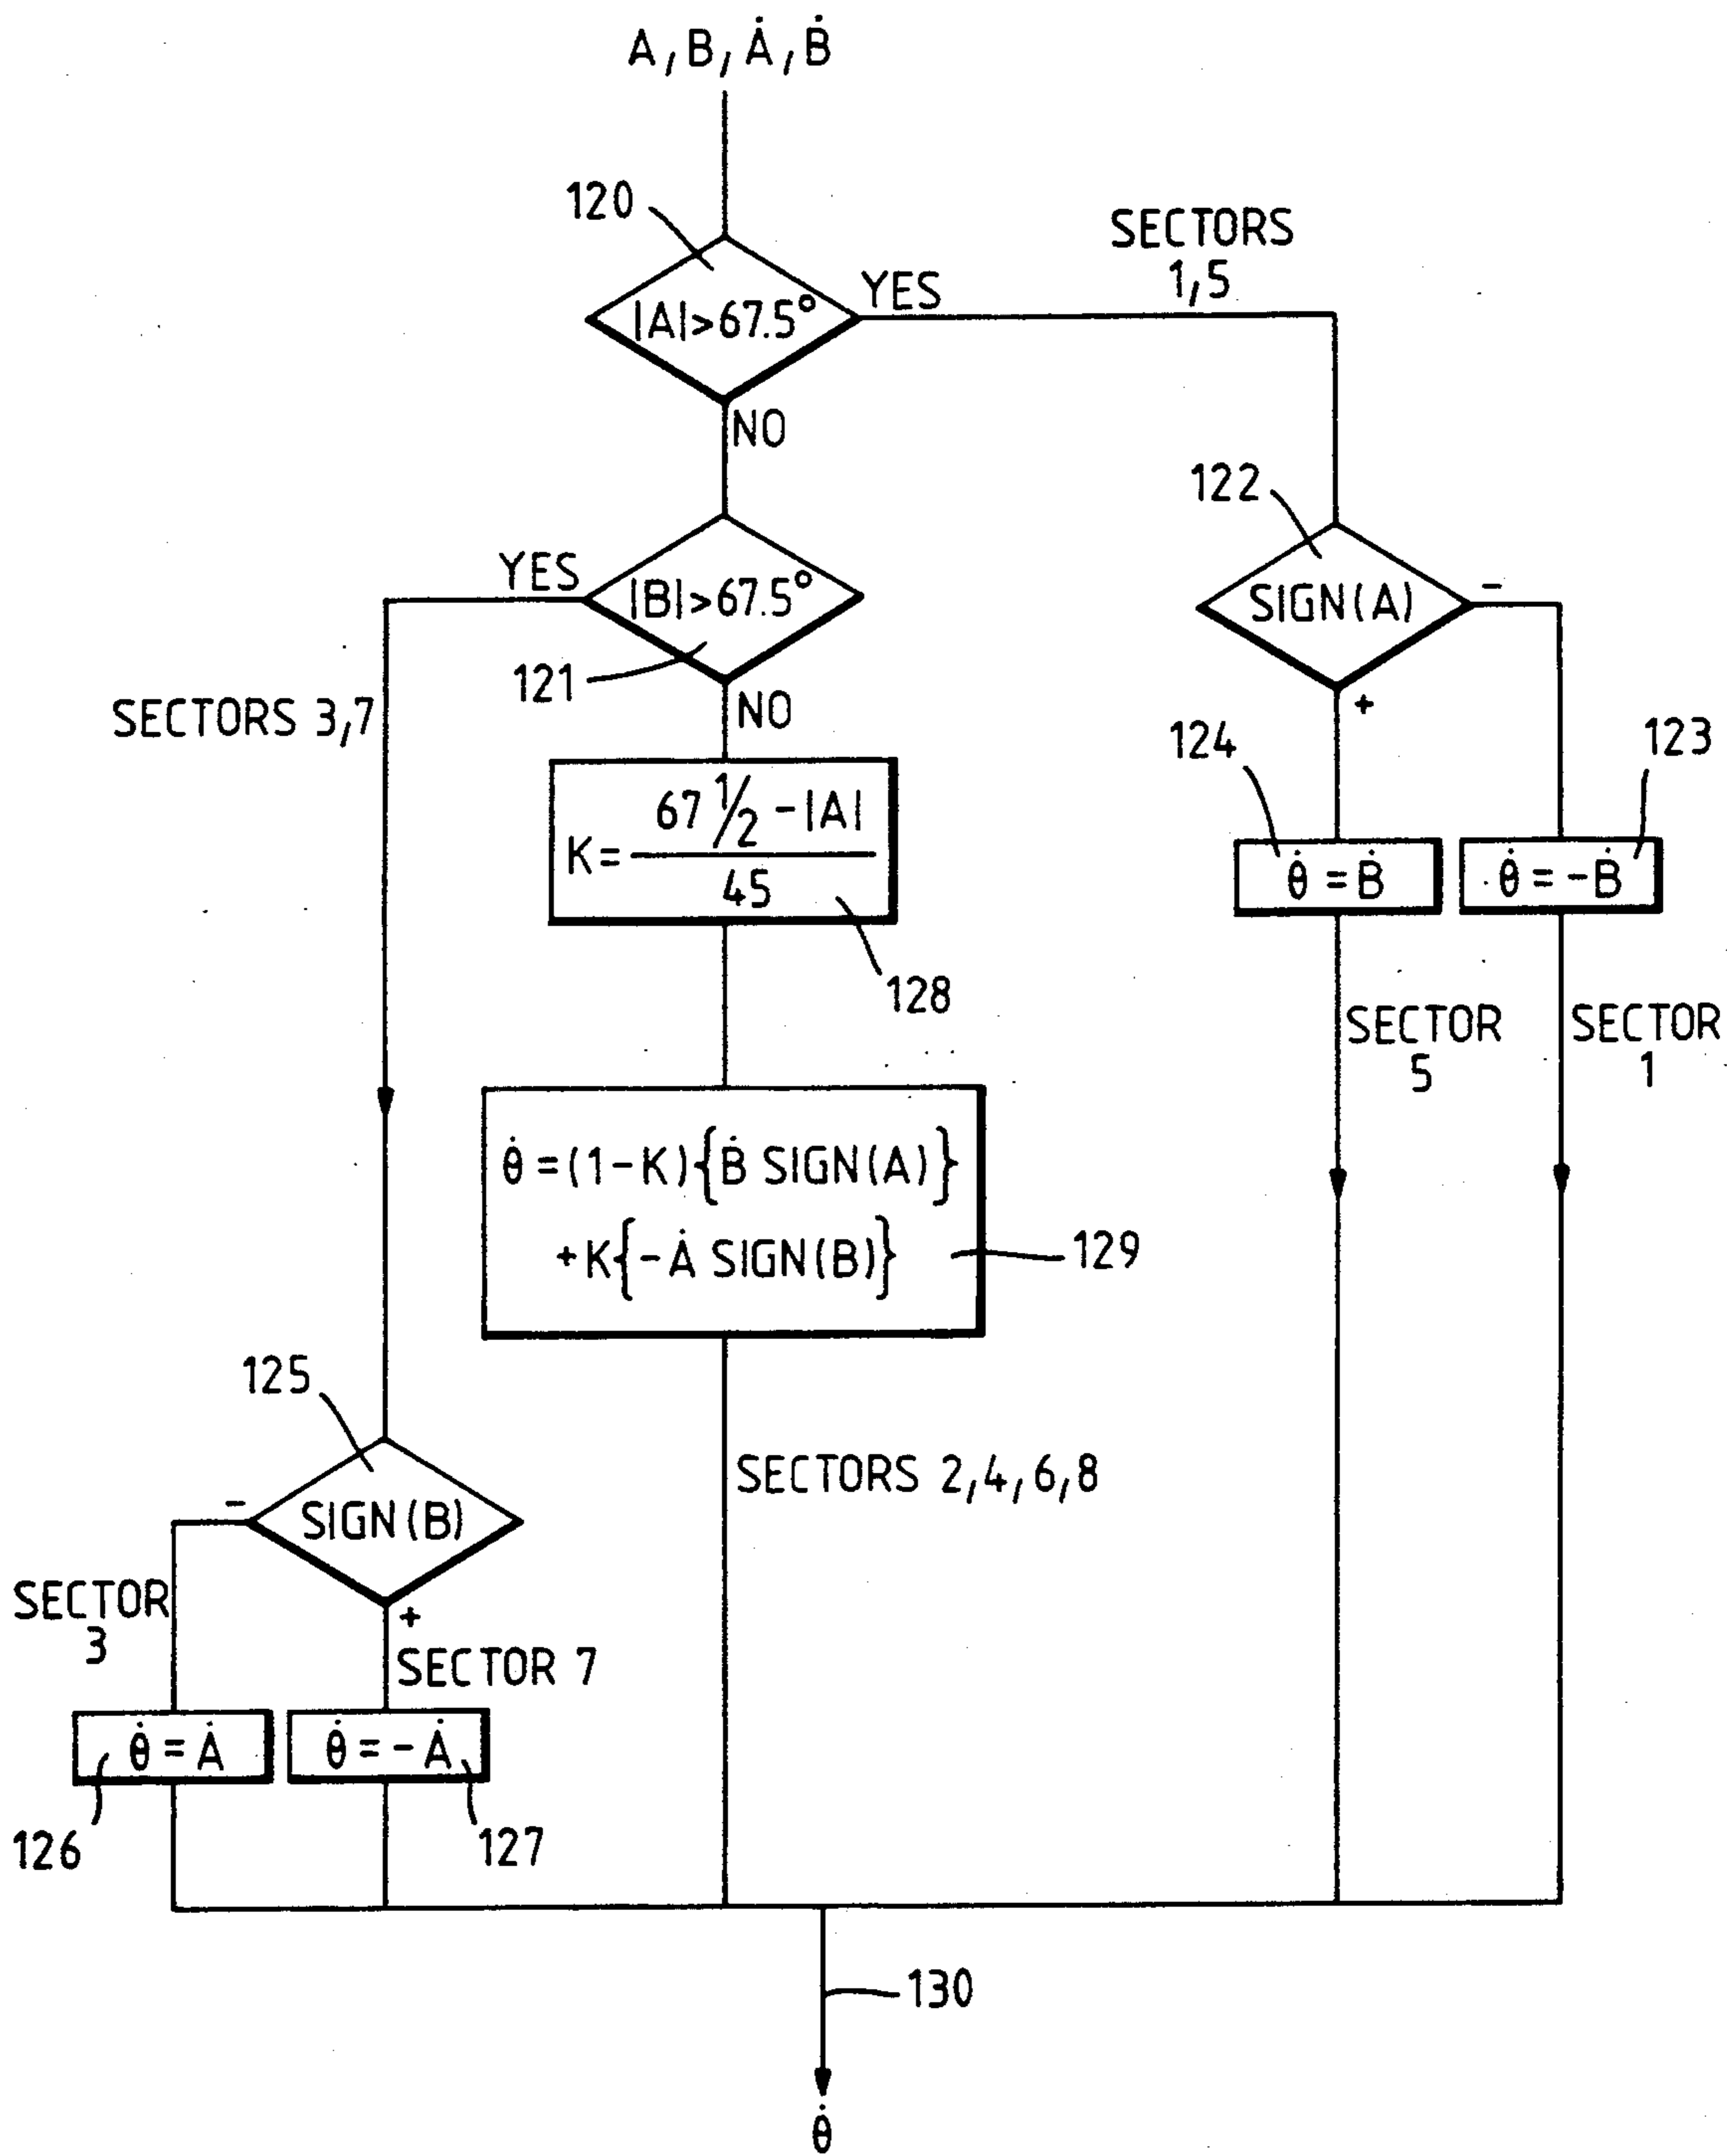 A, B, Ȧ, Ḃ
120
SECTORS
1,5
|A|>67.5°
YES
NO
122
YES
|B|>67.5°
SIGN(A)
-
121
+
SECTORS 3,7
NO
124
123
K = (67 1/2 - |A|) / 45
θ̇ = Ḃ
θ̇ = -Ḃ
128
SECTOR
5
SECTOR
1
θ̇ = (1-K){Ḃ SIGN(A)}
+K{-Ȧ SIGN(B)}
129
125
SECTORS 2,4,6,8
-
SIGN(B)
SECTOR
3
+
SECTOR 7
θ̇ = Ȧ
θ̇ = -Ȧ
126
127
130
θ̇